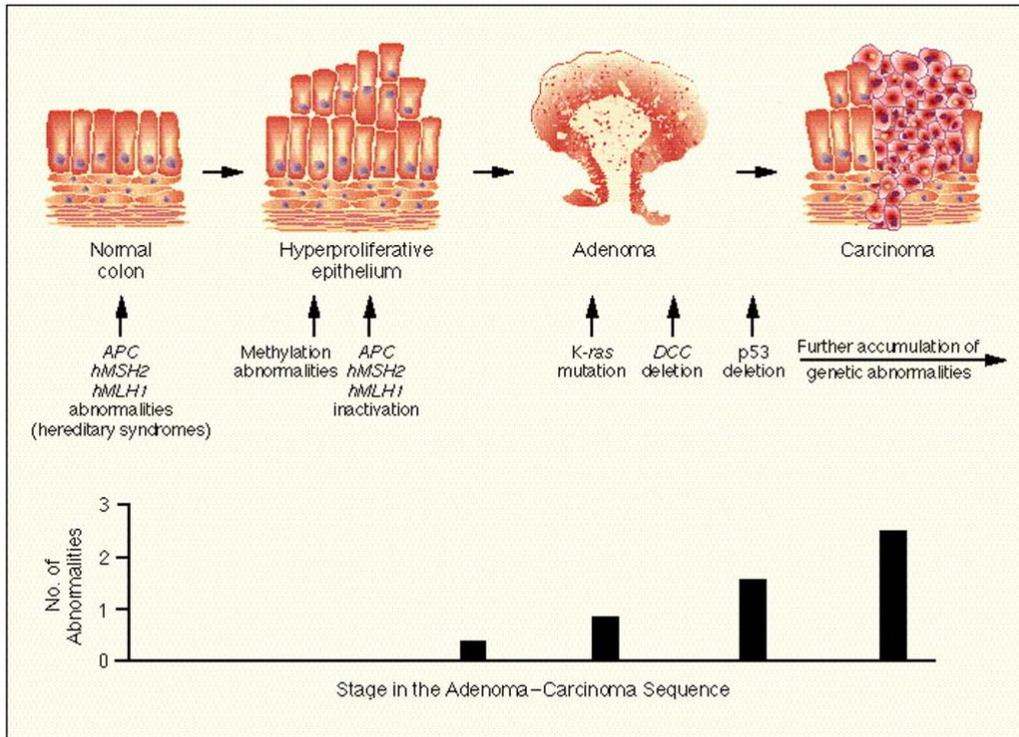 Normal
colon
Hyperproliferative
epithelium
Adenoma
Carcinoma
APC
hMSH2
hMLH1
abnormalities
(hereditary syndromes)
Methylation
abnormalities
APC
hMSH2
hMLH1
inactivation
K-ras
mutation
DCC
deletion
p53
deletion
Further accumulation of
genetic abnormalities
No. of
Abnormalities
3
2
1
0
Stage in the Adenoma–Carcinoma Sequence